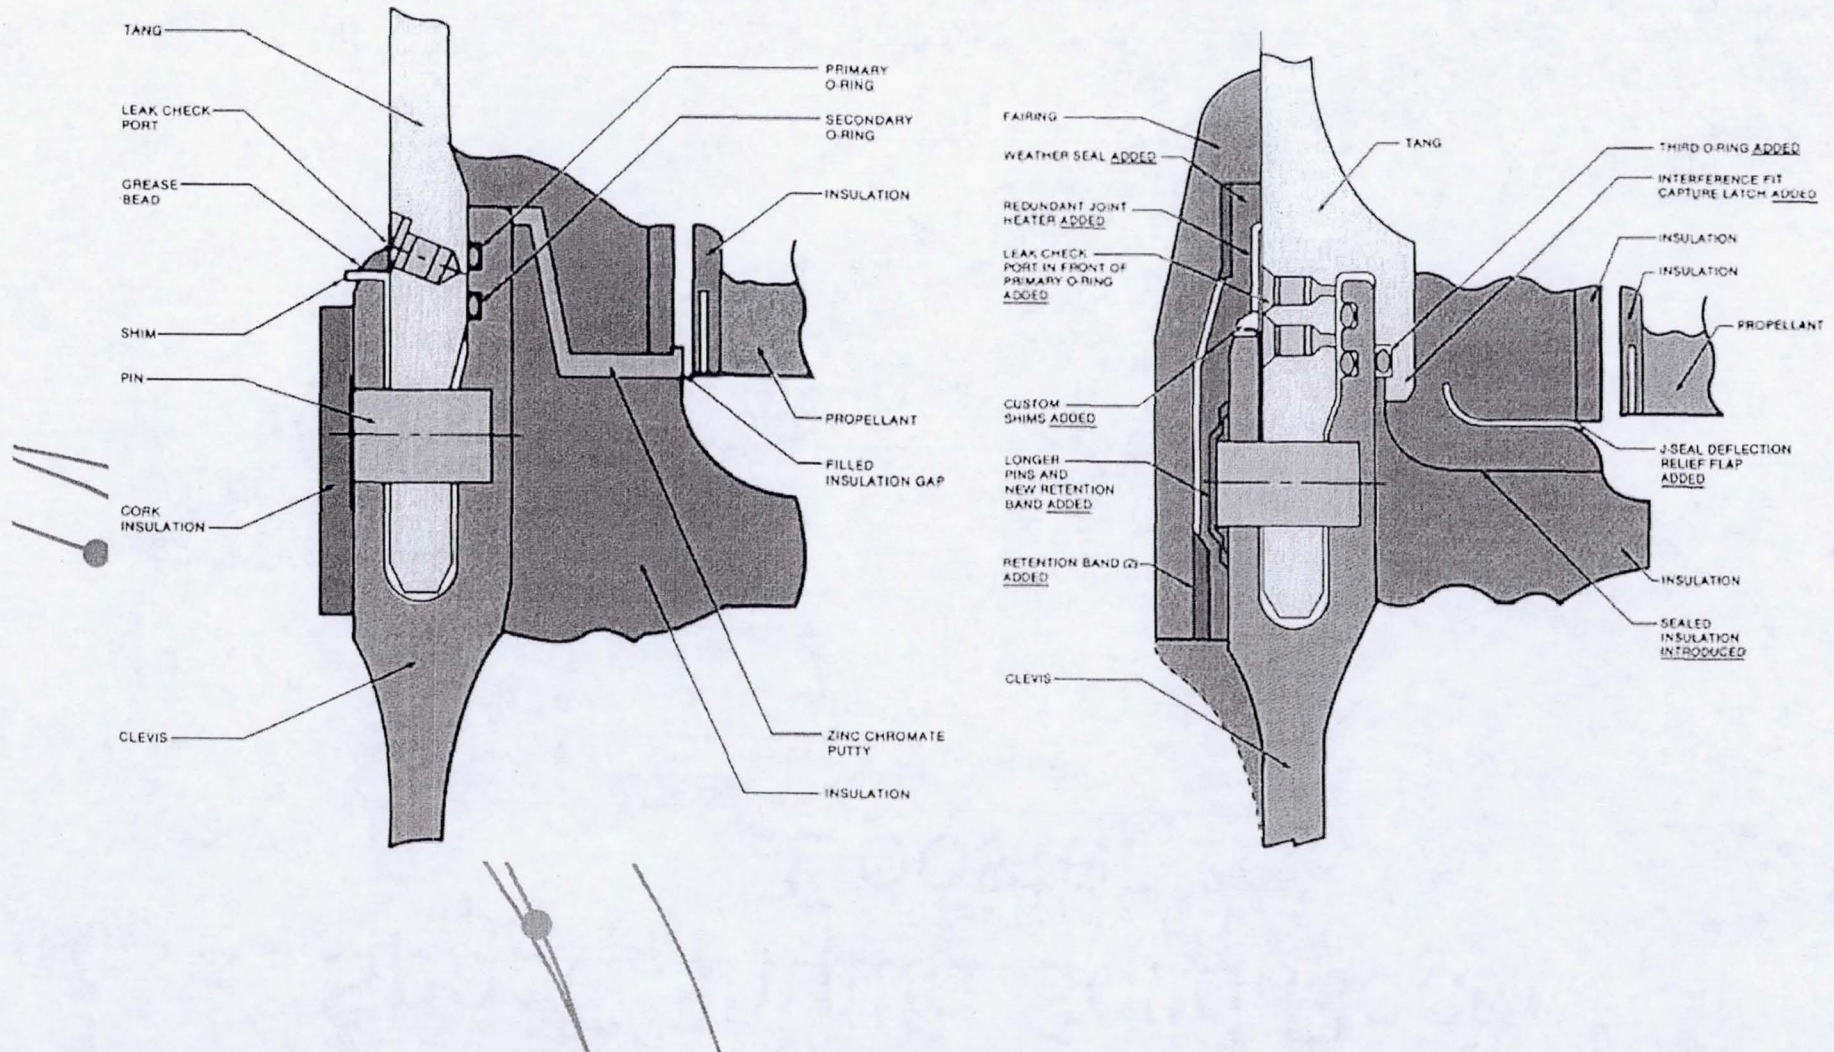 TANG
LEAK CHECK
PORT
GREASE
BEAD
SHIM
PIN
CORK
INSULATION
CLEVIS
PRIMARY
O-RING
SECONDARY
O-RING
INSULATION
PROPELLANT
FILLED
INSULATION GAP
ZINC CHROMATE
PUTTY
INSULATION
FAIRING
WEATHER SEAL ADDED
REDUNDANT JOINT
HEATER ADDED
LEAK CHECK
PORT IN FRONT OF
PRIMARY O-RING
ADDED
CUSTOM
SHIMS ADDED
LONGER
PINS AND
NEW RETENTION
BAND ADDED
RETENTION BAND (2)
ADDED
CLEVIS
TANG
THIRD O-RING ADDED
INTERFERENCE FIT
CAPTURE LATCH ADDED
INSULATION
INSULATION
PROPELLANT
J-SEAL DEFLECTION
RELIEF FLAP
ADDED
INSULATION
SEALED
INSULATION
INTRODUCED